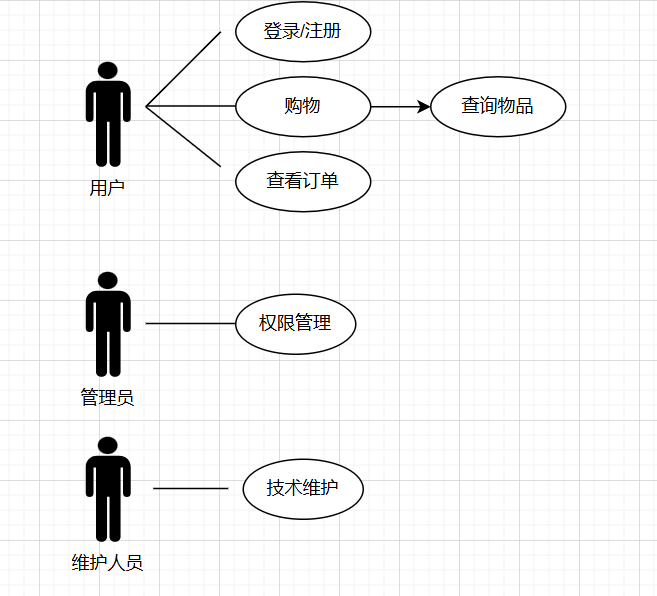 登录/注册
购物
查询物品
查看订单
用户
权限管理
管理员
技术维护
维护人员